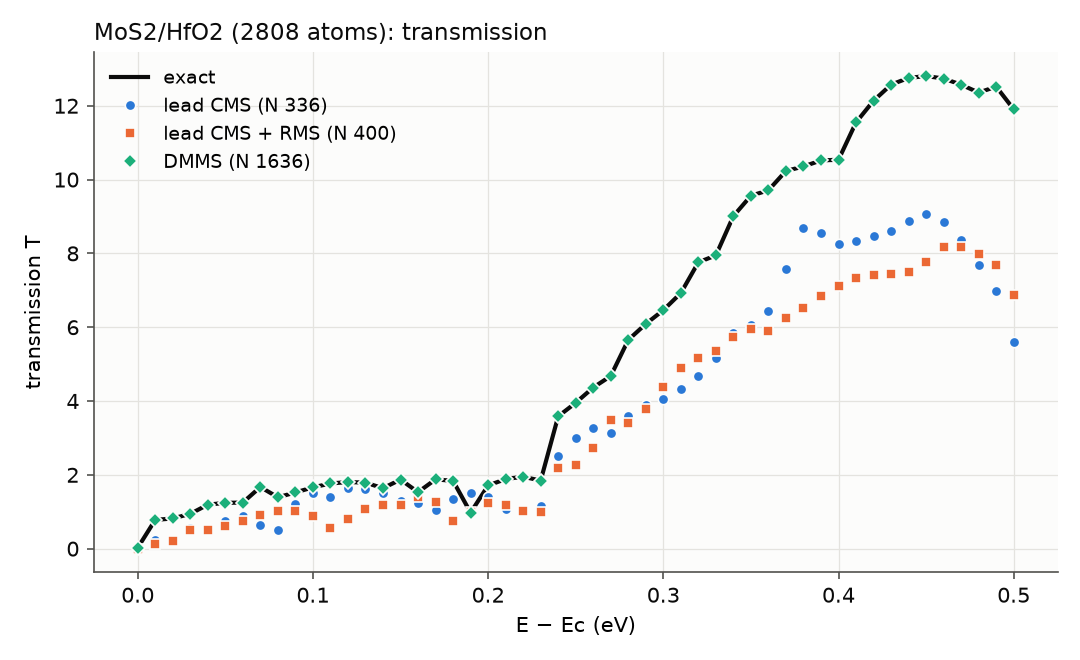 MoS2/HfO2 (2808 atoms): transmission
exact
lead CMS (N 336)
lead CMS + RMS (N 400)
DMMS (N 1636)
transmission T
12
10
8
6
4
2
0
0.0 0.1 0.2 0.3 0.4 0.5
E − Ec (eV)